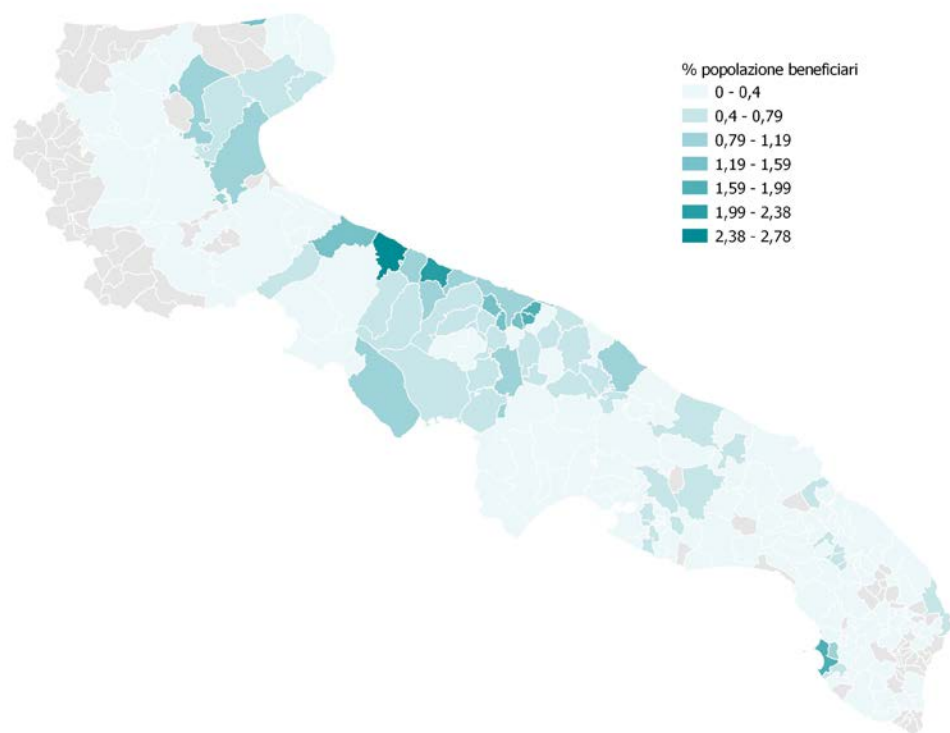 % popolazione beneficiari
0 - 0,4
0,4 - 0,79
0,79 - 1,19
1,19 - 1,59
1,59 - 1,99
1,99 - 2,38
2,38 - 2,78